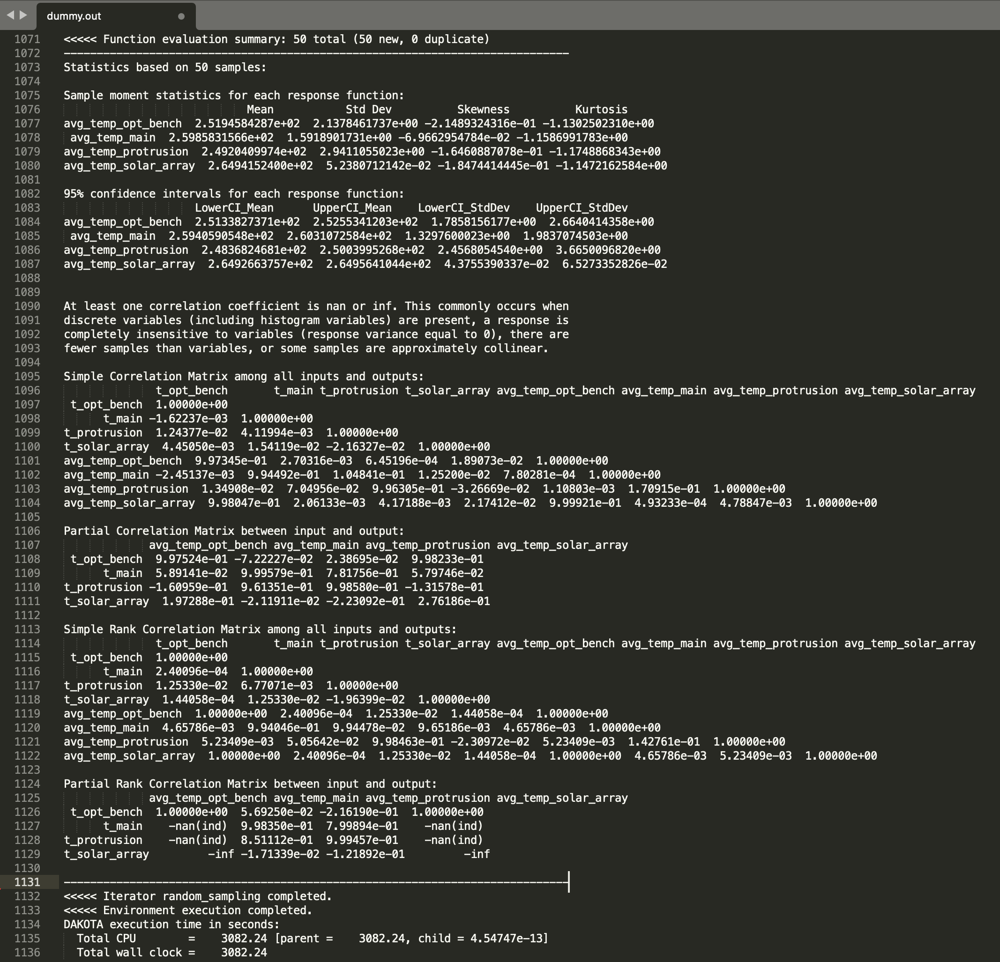 dummy.out
1071 <<<<< Function evaluation summary: 50 total (50 new, 0 duplicate)
1072 -----------------------------------------------------------------------------
1073 Statistics based on 50 samples:
1074
1075 Sample moment statistics for each response function:
1076                             Mean           Std Dev          Skewness          Kurtosis
1077 avg_temp_opt_bench  2.5194584287e+02  2.1378461737e+00 -2.1489324316e-01 -1.1302502310e+00
1078  avg_temp_main  2.5985831566e+02  1.5918901731e+00 -6.9662954784e-02 -1.1586991783e+00
1079 avg_temp_protrusion  2.4920409974e+02  2.9411055023e+00 -1.6460887078e-01 -1.1748868343e+00
1080 avg_temp_solar_array  2.6494152400e+02  5.2380712142e-02 -1.8474414445e-01 -1.1472162584e+00
1081
1082 95% confidence intervals for each response function:
1083                     LowerCI_Mean      UpperCI_Mean    LowerCI_StdDev    UpperCI_StdDev
1084 avg_temp_opt_bench  2.5133827371e+02  2.5255341203e+02  1.7858156177e+00  2.6640414358e+00
1085  avg_temp_main  2.5940590548e+02  2.6031072584e+02  1.3297600023e+00  1.9837074503e+00
1086 avg_temp_protrusion  2.4836824681e+02  2.5003995268e+02  2.4568054540e+00  3.6650096820e+00
1087 avg_temp_solar_array  2.6492663757e+02  2.6495641044e+02  4.3755390337e-02  6.5273352826e-02
1088
1089
1090 At least one correlation coefficient is nan or inf. This commonly occurs when
1091 discrete variables (including histogram variables) are present, a response is
1092 completely insensitive to variables (response variance equal to 0), there are
1093 fewer samples than variables, or some samples are approximately collinear.
1094
1095 Simple Correlation Matrix among all inputs and outputs:
1096               t_opt_bench       t_main t_protrusion t_solar_array avg_temp_opt_bench avg_temp_main avg_temp_protrusion avg_temp_solar_array
1097  t_opt_bench  1.00000e+00
1098       t_main -1.62237e-03  1.00000e+00
1099 t_protrusion  1.24377e-02  4.11994e-03  1.00000e+00
1100 t_solar_array  4.45050e-03  1.54119e-02 -2.16327e-02  1.00000e+00
1101 avg_temp_opt_bench  9.97345e-01  2.70316e-03  6.45196e-04  1.89073e-02  1.00000e+00
1102 avg_temp_main -2.45137e-03  9.94492e-01  1.04841e-01  1.25200e-02  7.80281e-04  1.00000e+00
1103 avg_temp_protrusion  1.34908e-02  7.04956e-02  9.96305e-01 -3.26669e-02  1.10803e-03  1.70915e-01  1.00000e+00
1104 avg_temp_solar_array  9.98047e-01  2.06133e-03  4.17188e-03  2.17412e-02  9.99921e-01  4.93233e-04  4.78847e-03  1.00000e+00
1105
1106 Partial Correlation Matrix between input and output:
1107              avg_temp_opt_bench avg_temp_main avg_temp_protrusion avg_temp_solar_array
1108  t_opt_bench  9.97524e-01 -7.22227e-02  2.38695e-02  9.98233e-01
1109       t_main  5.89141e-02  9.99579e-01  7.81756e-01  5.79746e-02
1110 t_protrusion -1.60959e-01  9.61351e-01  9.98580e-01 -1.31578e-01
1111 t_solar_array  1.97288e-01 -2.11911e-02 -2.23092e-01  2.76186e-01
1112
1113 Simple Rank Correlation Matrix among all inputs and outputs:
1114               t_opt_bench       t_main t_protrusion t_solar_array avg_temp_opt_bench avg_temp_main avg_temp_protrusion avg_temp_solar_array
1115  t_opt_bench  1.00000e+00
1116       t_main  2.40096e-04  1.00000e+00
1117 t_protrusion  1.25330e-02  6.77071e-03  1.00000e+00
1118 t_solar_array  1.44058e-04  1.25330e-02 -1.96399e-02  1.00000e+00
1119 avg_temp_opt_bench  1.00000e+00  2.40096e-04  1.25330e-02  1.44058e-04  1.00000e+00
1120 avg_temp_main  4.65786e-03  9.94046e-01  9.94478e-02  9.65186e-03  4.65786e-03  1.00000e+00
1121 avg_temp_protrusion  5.23409e-03  5.05642e-02  9.98463e-01 -2.30972e-02  5.23409e-03  1.42761e-01  1.00000e+00
1122 avg_temp_solar_array  1.00000e+00  2.40096e-04  1.25330e-02  1.44058e-04  1.00000e+00  4.65786e-03  5.23409e-03  1.00000e+00
1123
1124 Partial Rank Correlation Matrix between input and output:
1125              avg_temp_opt_bench avg_temp_main avg_temp_protrusion avg_temp_solar_array
1126  t_opt_bench  1.00000e+00  5.69250e-02 -2.16190e-01  1.00000e+00
1127       t_main    -nan(ind)  9.98350e-01  7.99894e-01    -nan(ind)
1128 t_protrusion    -nan(ind)  8.51112e-01  9.99457e-01    -nan(ind)
1129 t_solar_array         -inf -1.71339e-02 -1.21892e-01         -inf
1130
1131 -----------------------------------------------------------------------------
1132 <<<<< Iterator random_sampling completed.
1133 <<<<< Environment execution completed.
1134 DAKOTA execution time in seconds:
1135   Total CPU        =    3082.24 [parent =    3082.24, child = 4.54747e-13]
1136   Total wall clock =    3082.24